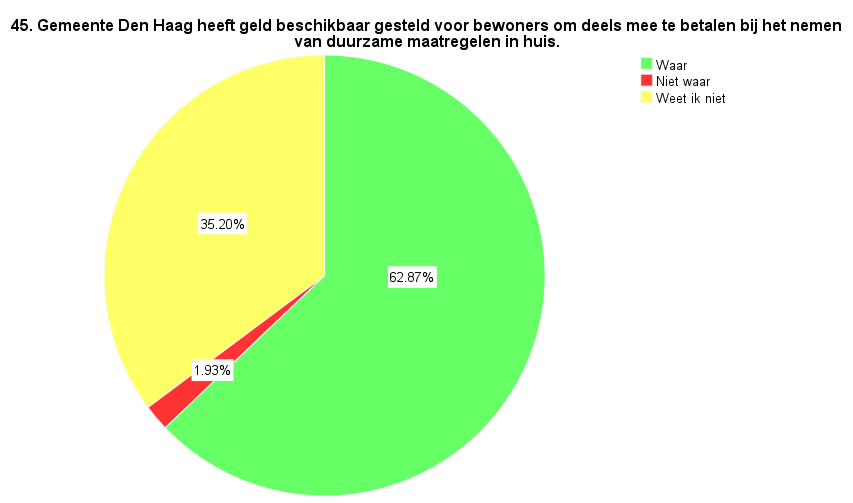 45. Gemeente Den Haag heeft geld beschikbaar gesteld voor bewoners om deels mee te betalen bij het nemen
van duurzame maatregelen in huis.
Waar
Niet waar
Weet ik niet
35.20%
62.87%
1.93%